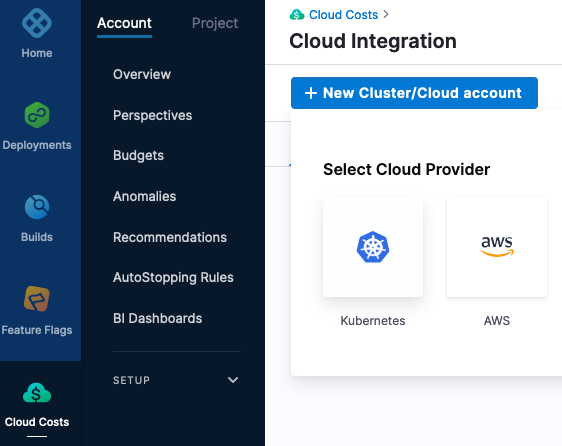 Home
Deployments
Builds
Feature Flags
Cloud Costs
Account Project
Overview
Perspectives
Budgets
Anomalies
Recommendations
AutoStopping Rules
BI Dashboards
SETUP
Cloud Costs >
Cloud Integration
+ New Cluster/Cloud account
Select Cloud Provider
aws
Kubernetes AWS